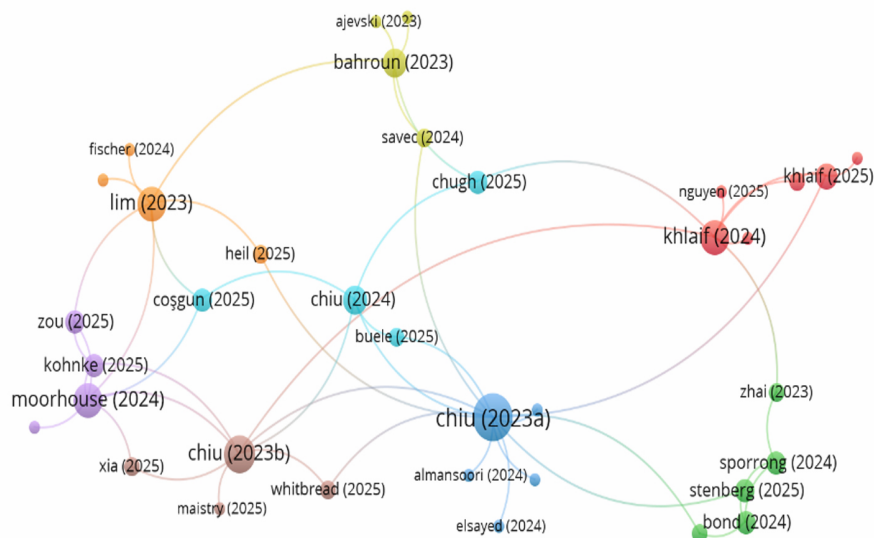 ajevski (2023)
bahroun (2023)
savec (2024)
fischer (2024)
chugh (2025)
khlaif (2025)
nguyen (2025)
lim (2023)
khlaif (2024)
heil (2025)
coşgun (2025)
chiu (2024)
zou (2025)
buele (2025)
kohnke (2025)
zhai (2023)
moorhouse (2024)
chiu (2023a)
chiu (2023b)
sporrong (2024)
xia (2025)
almansoori (2024)
whitbread (2025)
stenberg (2025)
maistry (2025)
elsayed (2024)
bond (2024)